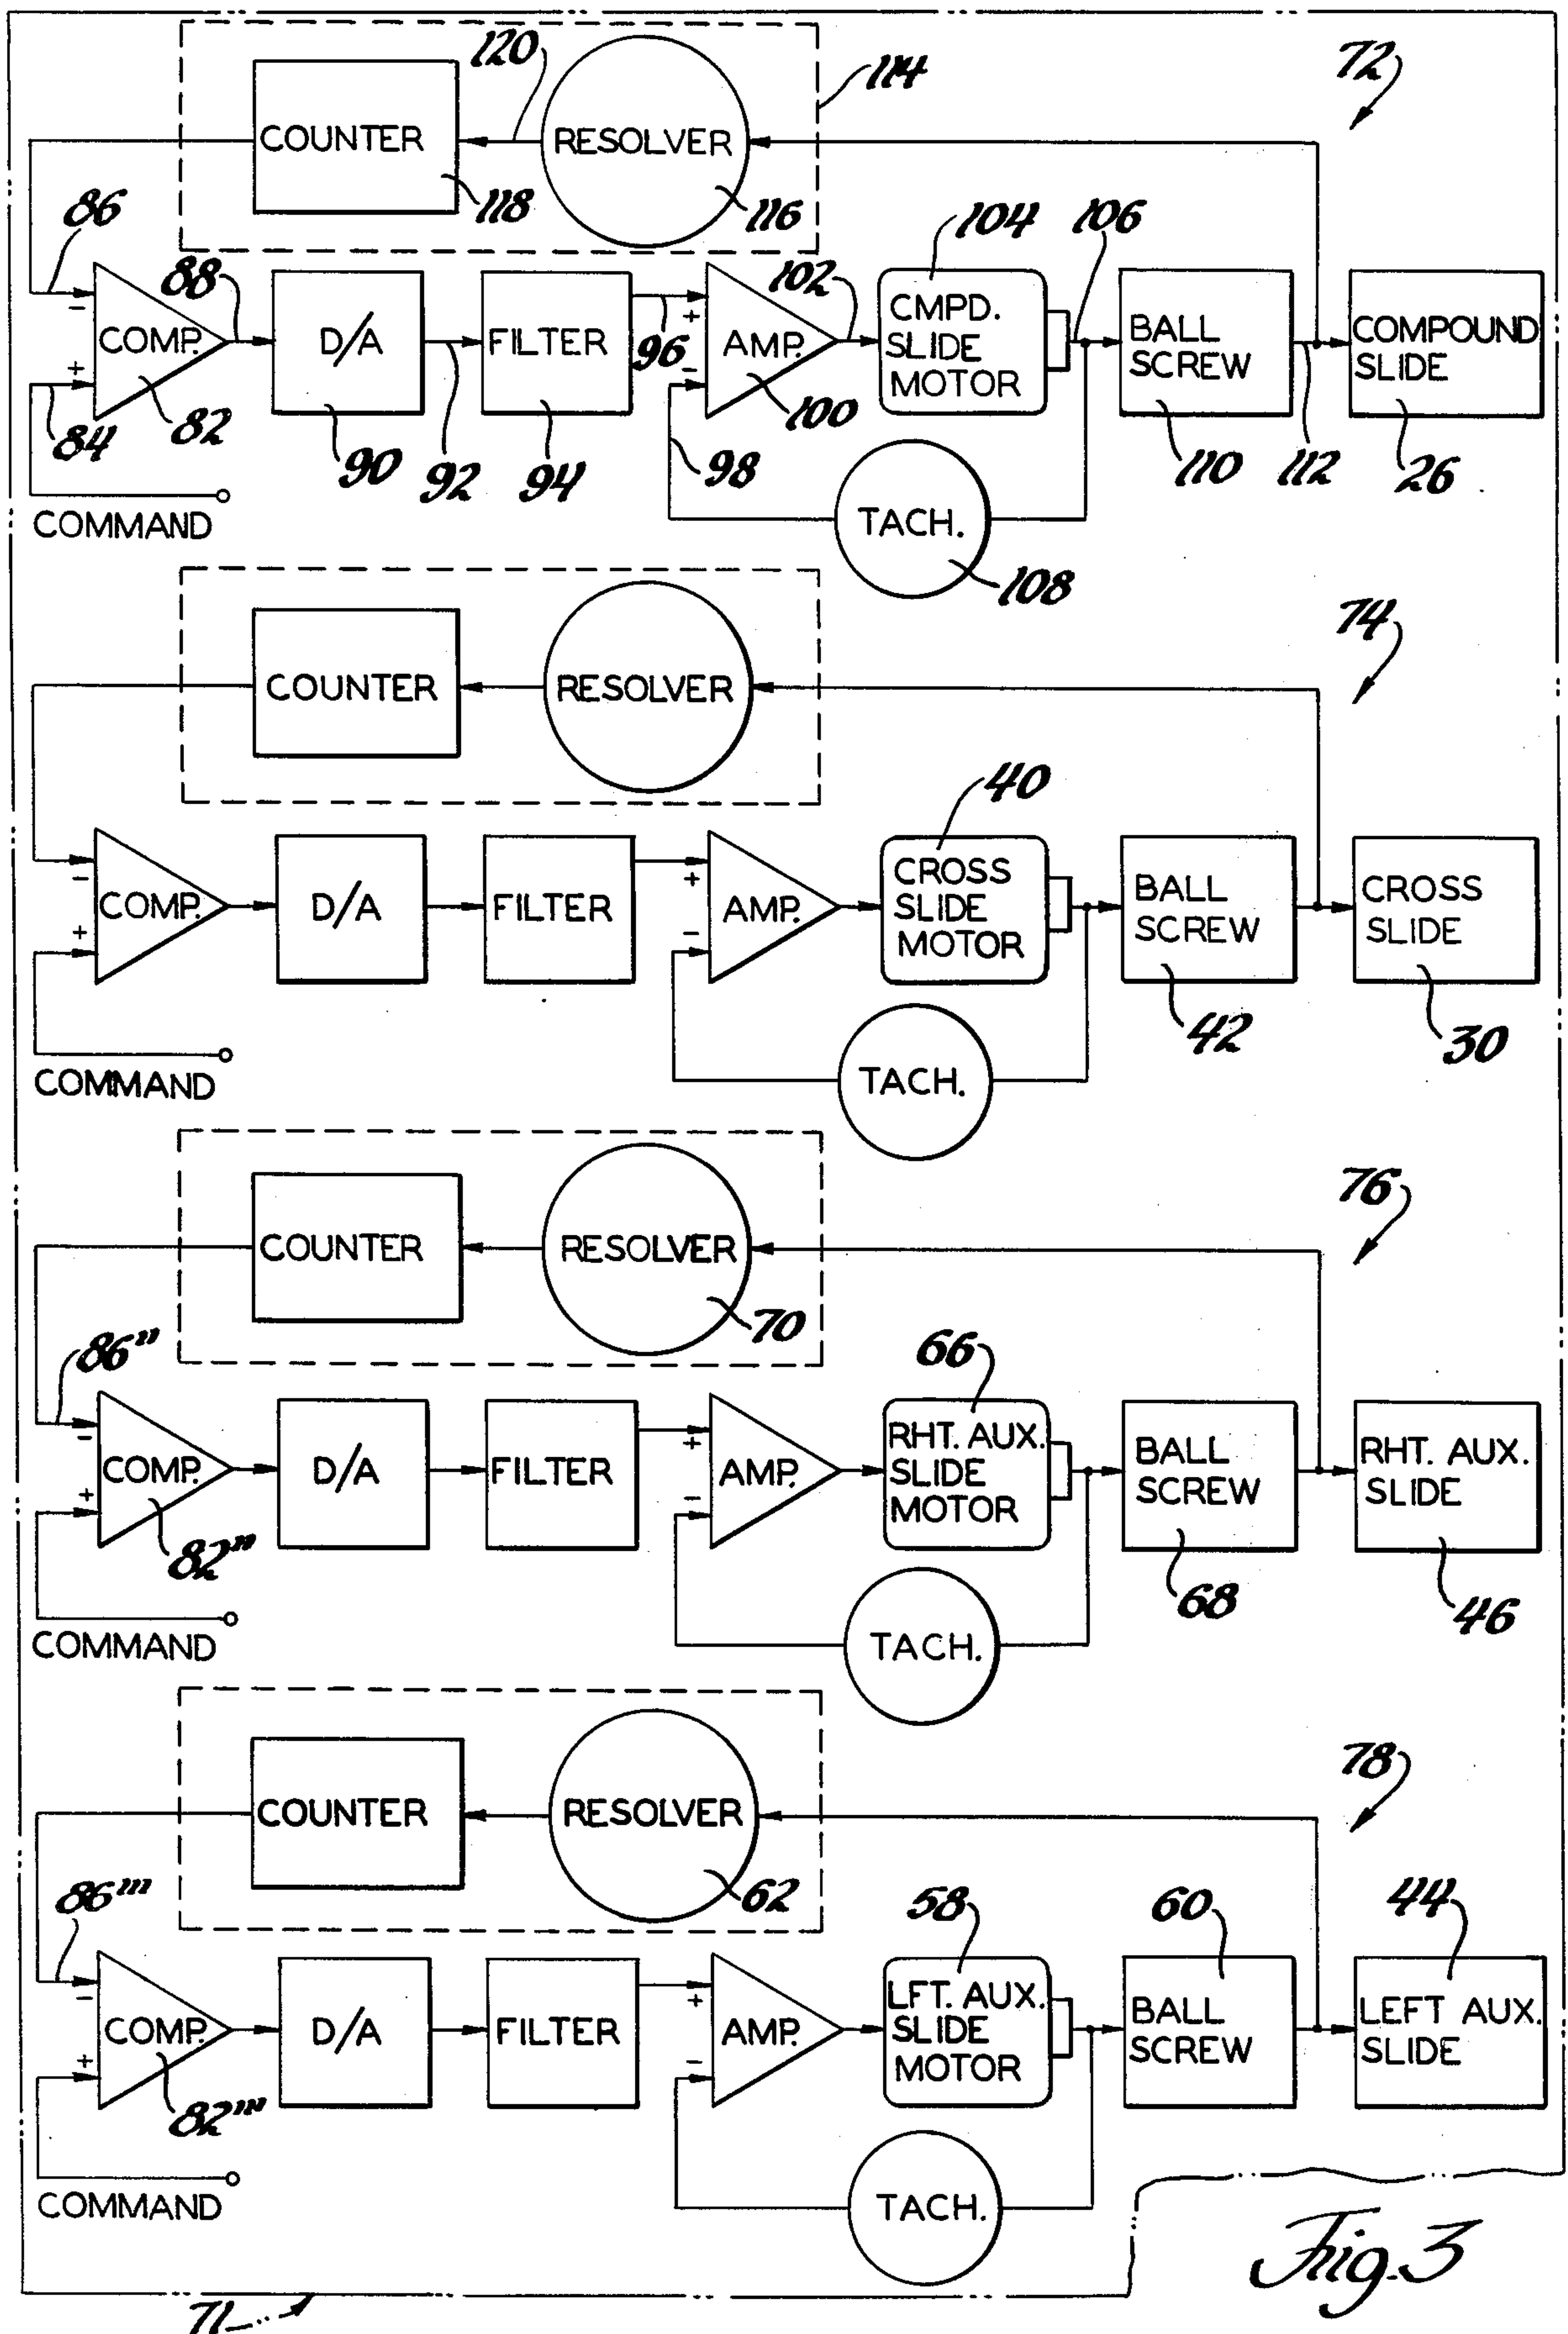 120
72
114
COUNTER
RESOLVER
118
116
86
104
106
88
102
-
+
COMP.
D/A
FILTER
96
+
-
AMP.
CMPD.
SLIDE
MOTOR
BALL
SCREW
COMPOUND
SLIDE
84
82
90
92
94
98
100
110
112
26
COMMAND
TACH.
108
74
COUNTER
RESOLVER
40
-
+
COMP.
D/A
FILTER
+
-
AMP.
CROSS
SLIDE
MOTOR
BALL
SCREW
CROSS
SLIDE
42
30
COMMAND
TACH.
76
COUNTER
RESOLVER
70
86"
66
-
+
COMP.
D/A
FILTER
+
-
AMP.
RHT. AUX.
SLIDE
MOTOR
BALL
SCREW
RHT. AUX.
SLIDE
82"
68
46
COMMAND
TACH.
78
COUNTER
RESOLVER
62
86'''
58
60
44
-
+
COMP.
D/A
FILTER
+
-
AMP.
LFT. AUX.
SLIDE
MOTOR
BALL
SCREW
LEFT AUX.
SLIDE
82'''
COMMAND
TACH.
Fig. 3
71